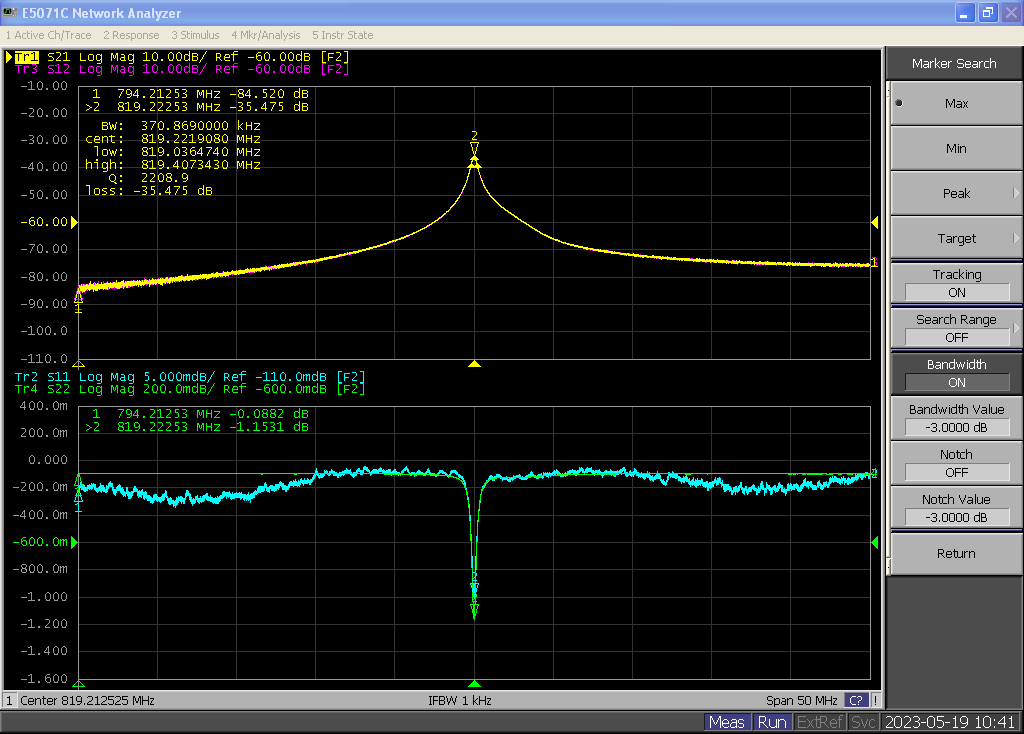 E5071C Network Analyzer
1 Active Ch/Trace 2 Response 3 Stimulus 4 Mkr/Analysis 5 Instr State
Tr1 S21 Log Mag 10.00dB/ Ref -60.00dB [F2]
Tr3 S12 Log Mag 10.00dB/ Ref -60.00dB [F2]
-10.00
-20.00
-30.00
-40.00
-50.00
-60.00
-70.00
-80.00
-90.00
-100.0
-110.0
1 794.21253 MHz -84.520 dB
>2 819.22253 MHz -35.475 dB
BW: 370.8690000 kHz
cent: 819.2219080 MHz
low: 819.0364740 MHz
high: 819.4073430 MHz
Q: 2208.9
loss: -35.475 dB
2
1
1
Tr2 S11 Log Mag 5.000mdB/ Ref -110.0mdB [F2]
Tr4 S22 Log Mag 200.0mdB/ Ref -600.0mdB [F2]
400.0m
200.0m
0.000
-200.0m
-400.0m
-600.0m
-800.0m
-1.000
-1.200
-1.400
-1.600
1 794.21253 MHz -0.0882 dB
>2 819.22253 MHz -1.1531 dB
1
2
2
1 Center 819.212525 MHz IFBW 1 kHz Span 50 MHz C? !
Meas Run ExtRef Svc 2023-05-19 10:41
Marker Search
Max
Min
Peak
Target
Tracking
ON
Search Range
OFF
Bandwidth
ON
Bandwidth Value
-3.0000 dB
Notch
OFF
Notch Value
-3.0000 dB
Return